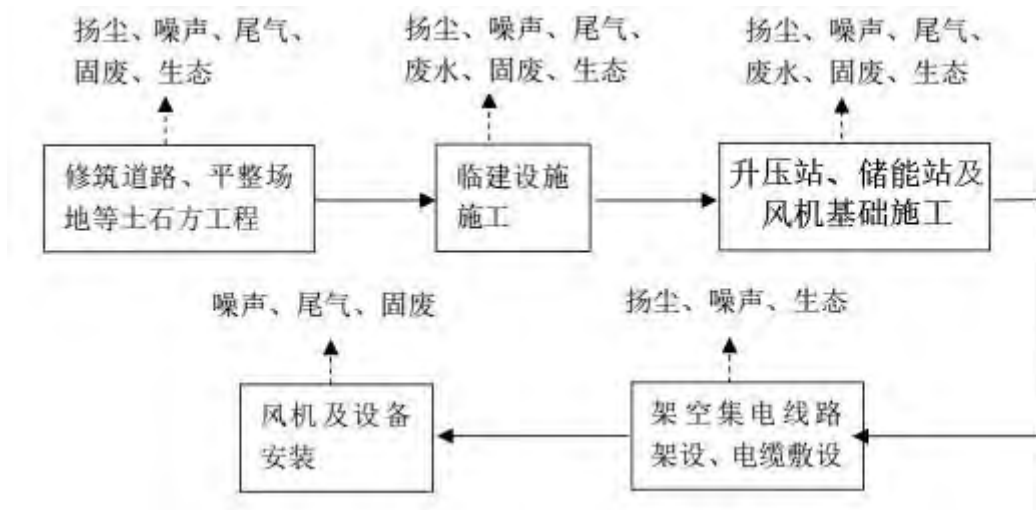 扬尘、噪声、尾气、
固废、生态
扬尘、噪声、尾气、
废水、固废、生态
扬尘、噪声、尾气、
废水、固废、生态
修筑道路、平整场
地等土石方工程
临建设施
施工
升压站、储能站及
风机基础施工
噪声、尾气、固废
扬尘、噪声、生态
风机及设备
安装
架空集电线路
架设、电缆敷设